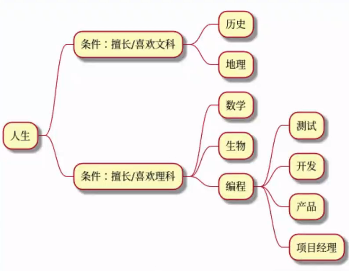 人生
条件：擅长/喜欢文科
历史
地理
条件：擅长/喜欢理科
数学
生物
编程
测试
开发
产品
项目经理